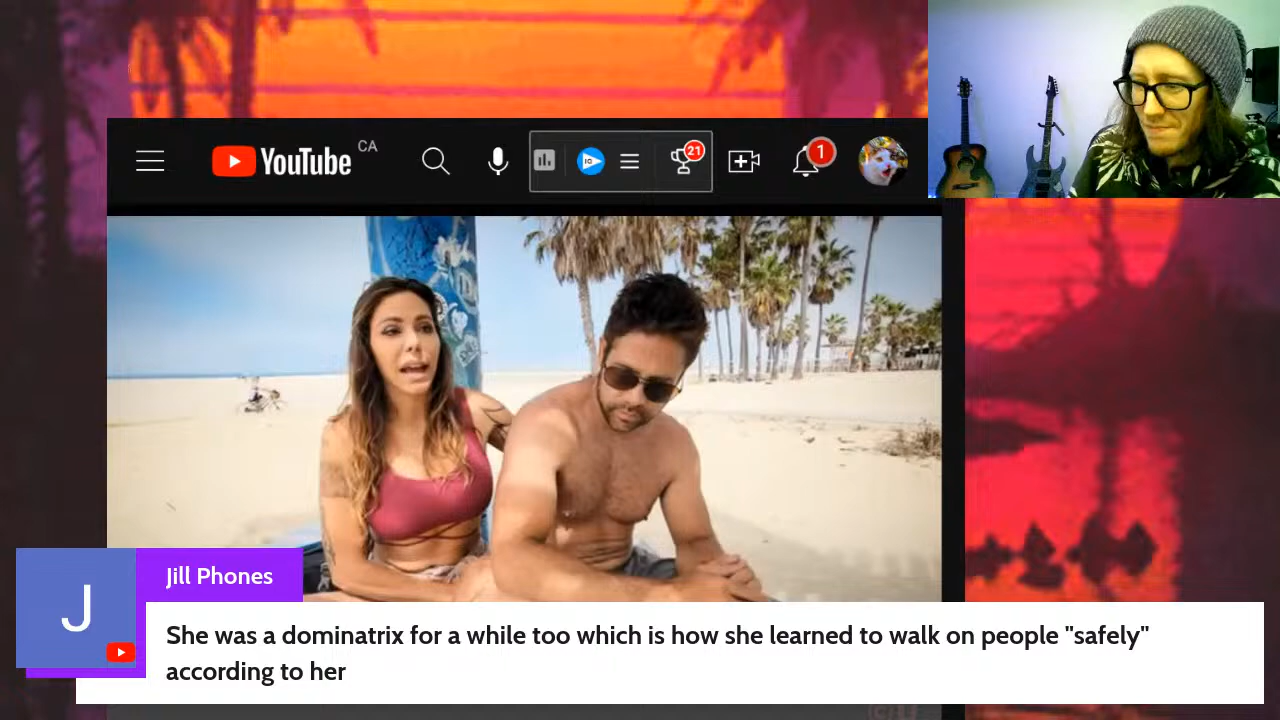 YouTube CA
21
1
Jill Phones
J
She was a dominatrix for a while too which is how she learned to walk on people "safely"
according to her